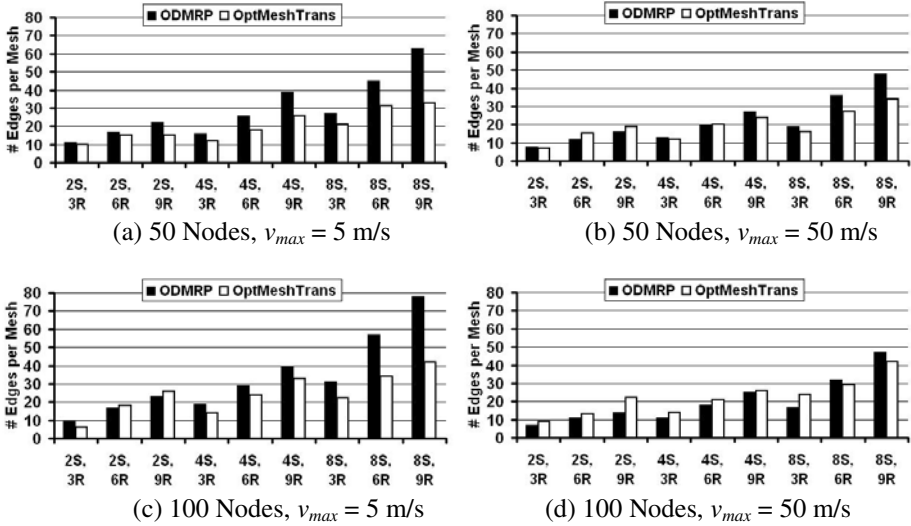 ODMRP OptMeshTrans
# Edges per Mesh
80
70
60
50
40
30
20
10
0
2S, 2S, 2S, 4S, 4S, 4S, 8S, 8S, 8S,
3R 6R 9R 3R 6R 9R 3R 6R 9R
(a) 50 Nodes, vmax = 5 m/s
ODMRP OptMeshTrans
# Edges per Mesh
80
70
60
50
40
30
20
10
0
2S, 2S, 2S, 4S, 4S, 4S, 8S, 8S, 8S,
3R 6R 9R 3R 6R 9R 3R 6R 9R
(b) 50 Nodes, vmax = 50 m/s
ODMRP OptMeshTrans
# Edges per Mesh
80
70
60
50
40
30
20
10
0
2S, 2S, 2S, 4S, 4S, 4S, 8S, 8S, 8S,
3R 6R 9R 3R 6R 9R 3R 6R 9R
(c) 100 Nodes, vmax = 5 m/s
ODMRP OptMeshTrans
# Edges per Mesh
80
70
60
50
40
30
20
10
0
2S, 2S, 2S, 4S, 4S, 4S, 8S, 8S, 8S,
3R 6R 9R 3R 6R 9R 3R 6R 9R
(d) 100 Nodes, vmax = 50 m/s